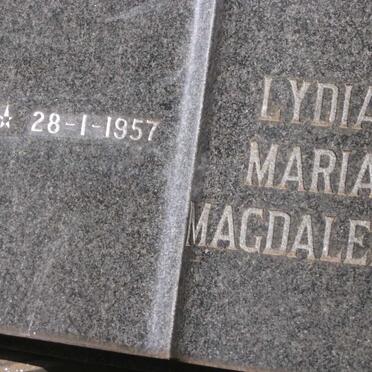 ☆ 28-1-1957
LYDIA
MARIA
MAGDALE